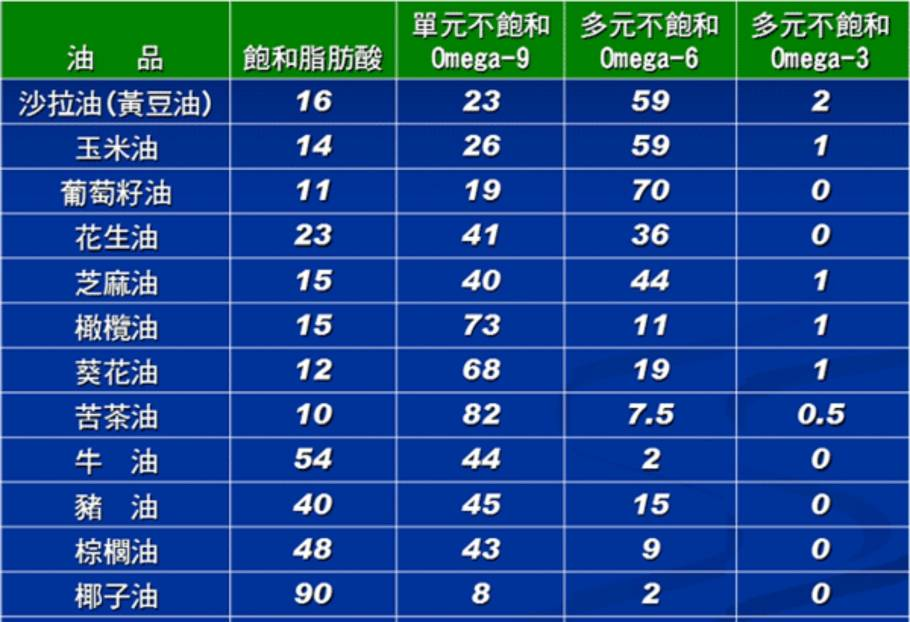 油 品 飽和脂肪酸 單元不飽和 Omega-9 多元不飽和 Omega-6 多元不飽和 Omega-3
沙拉油(黃豆油) 16 23 59 2
玉米油 14 26 59 1
葡萄籽油 11 19 70 0
花生油 23 41 36 0
芝麻油 15 40 44 1
橄欖油 15 73 11 1
葵花油 12 68 19 1
苦茶油 10 82 7.5 0.5
牛 油 54 44 2 0
豬 油 40 45 15 0
棕櫚油 48 43 9 0
椰子油 90 8 2 0